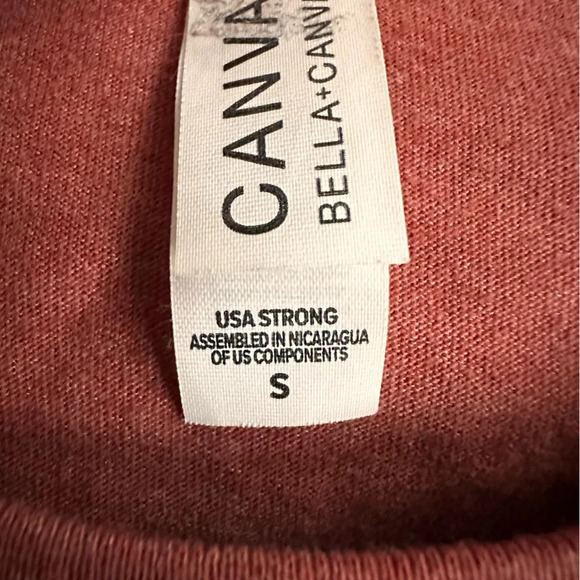 CANVA
BELLA+CANV
USA STRONG
ASSEMBLED IN NICARAGUA
OF US COMPONENTS
S